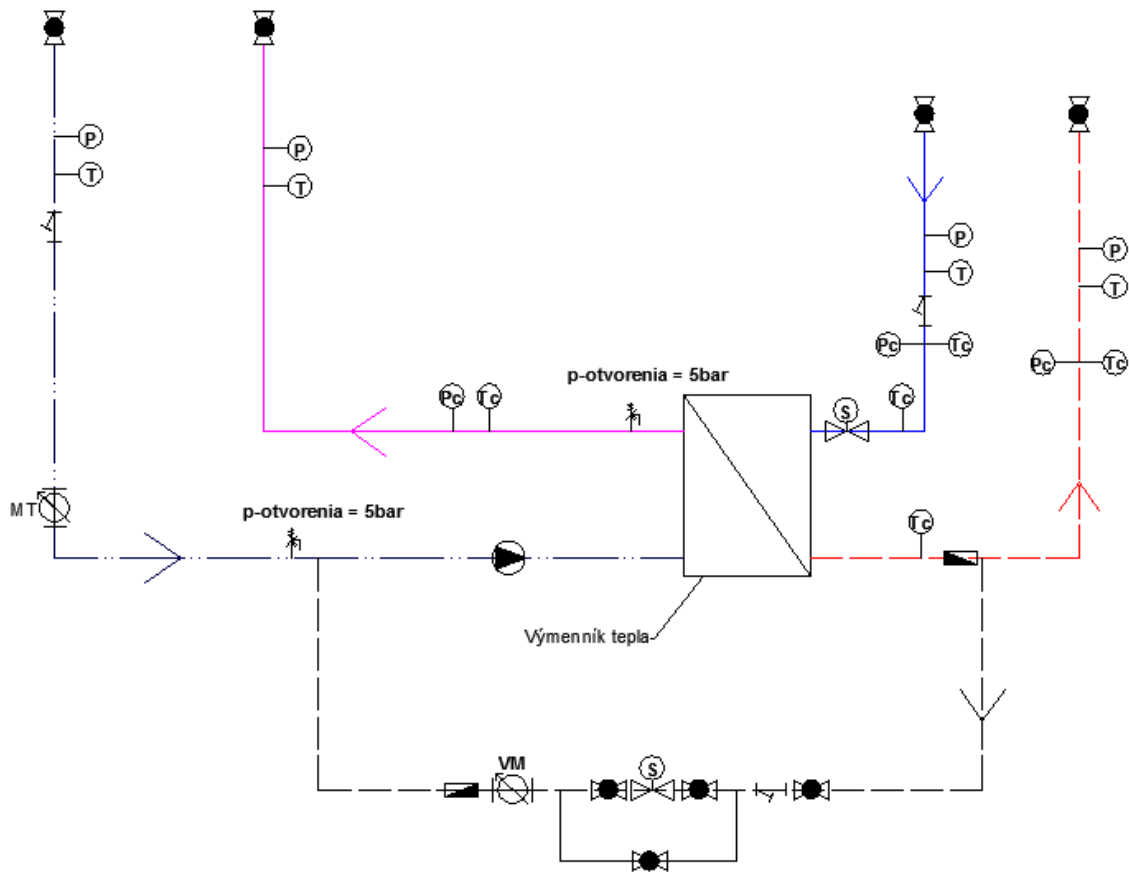 P
P
T
T
P
P
T
T
Pc
Tc
Pc
Tc
p-otvorenia = 5bar
Pc
Tc
Tc
S
MT
p-otvorenia = 5bar
Tc
Výmenník tepla
VM
S